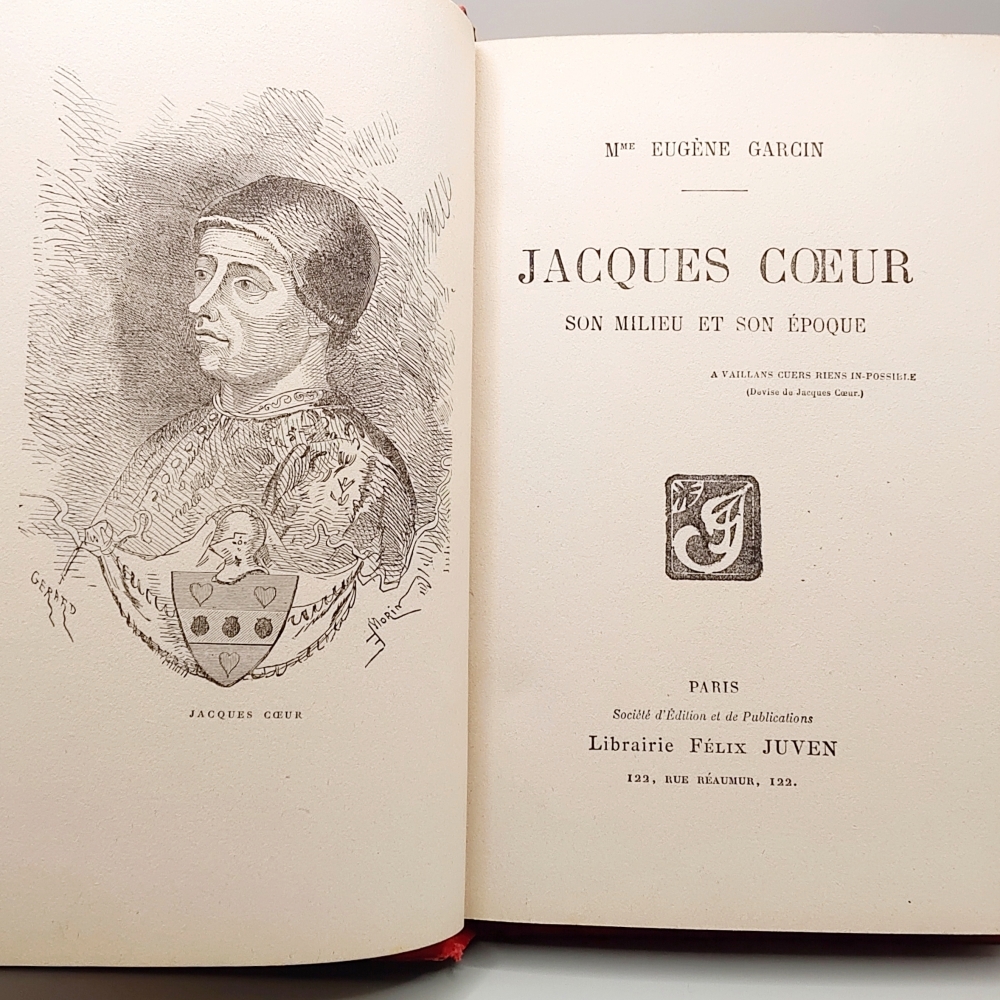 GERARD
E MORIN
JACQUES CŒUR
MME EUGÈNE GARCIN
JACQUES CŒUR
SON MILIEU ET SON ÉPOQUE
A VAILLANS CUERS RIENS IN-POSSIBLE
(Devise de Jacques Cœur.)
FJ
PARIS
Société d'Édition et de Publications
Librairie FÉLIX JUVEN
122, RUE RÉAUMUR, 122.